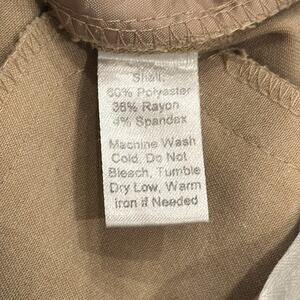 Shell:
60% Polyester
36% Rayon
4% Spandex
Machine Wash
Cold, Do Not
Bleach, Tumble
Dry Low, Warm
Iron if Needed